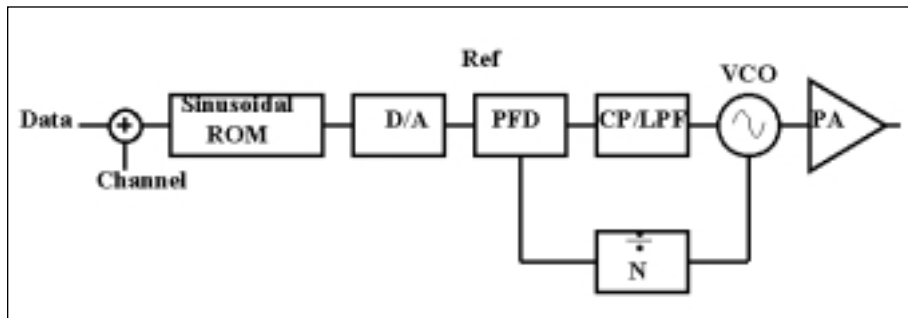 Ref
VCO
Data
+
Sinusoidal
ROM
D/A
PFD
CP/LPF
PA
Channel
÷
N